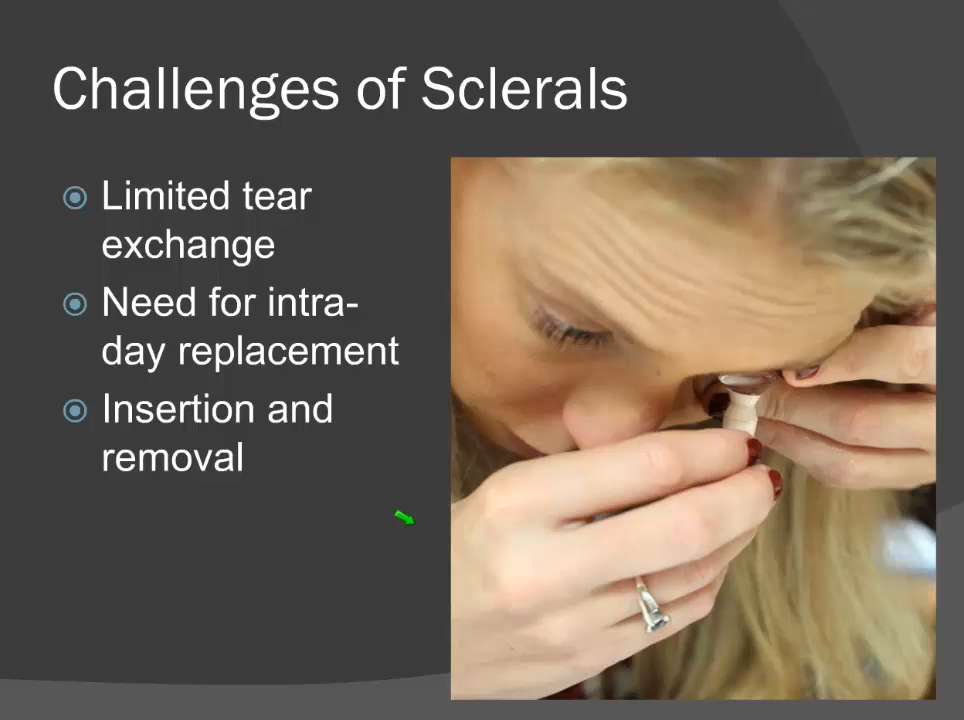 Challenges of Sclerals
Limited tear
exchange
Need for intra-
day replacement
Insertion and
removal